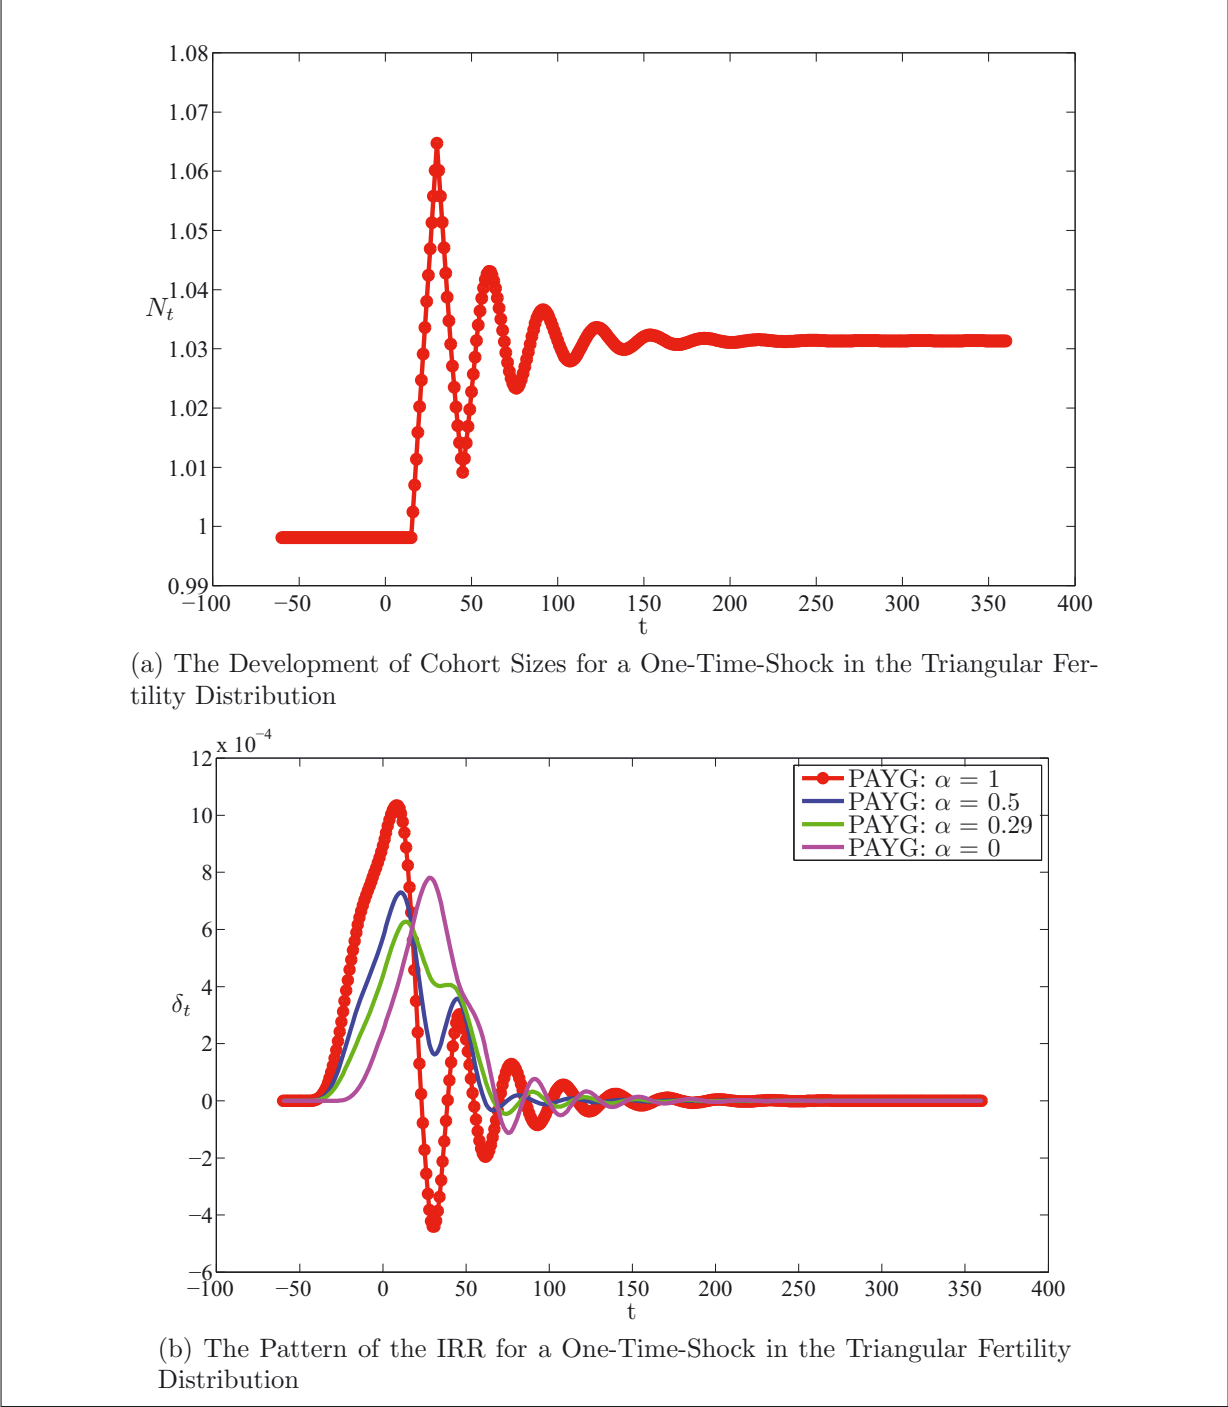 1.08
1.07
1.06
1.05
1.04
1.03
1.02
1.01
1
0.99
N_t
−100 −50 0 50 100 150 200 250 300 350 400
t
(a) The Development of Cohort Sizes for a One-Time-Shock in the Triangular Fer-
tility Distribution
x 10⁻⁴
12
10
8
6
4
2
0
−2
−4
−6
δ_t
PAYG: α = 1
PAYG: α = 0.5
PAYG: α = 0.29
PAYG: α = 0
−100 −50 0 50 100 150 200 250 300 350 400
t
(b) The Pattern of the IRR for a One-Time-Shock in the Triangular Fertility
Distribution